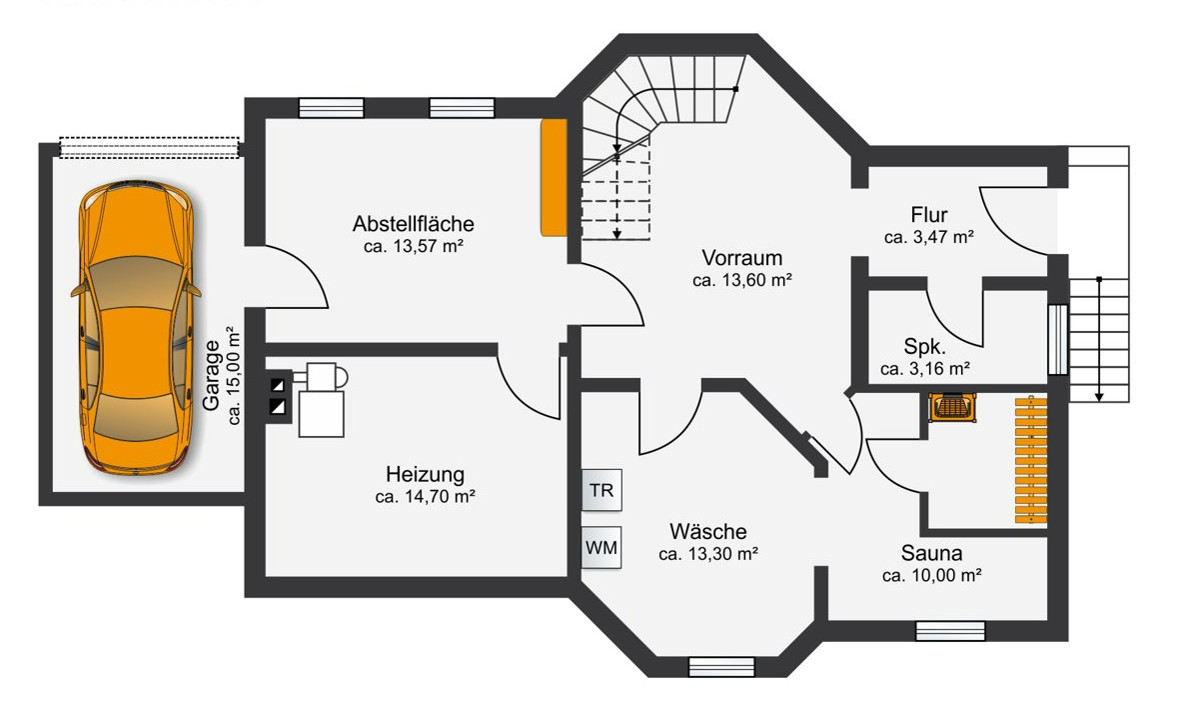 Abstellfläche
ca. 13,57 m²
Flur
ca. 3,47 m²
Vorraum
ca. 13,60 m²
Garage
ca. 15,00 m²
Spk.
ca. 3,16 m²
Heizung
ca. 14,70 m²
TR
WM
Wäsche
ca. 13,30 m²
Sauna
ca. 10,00 m²